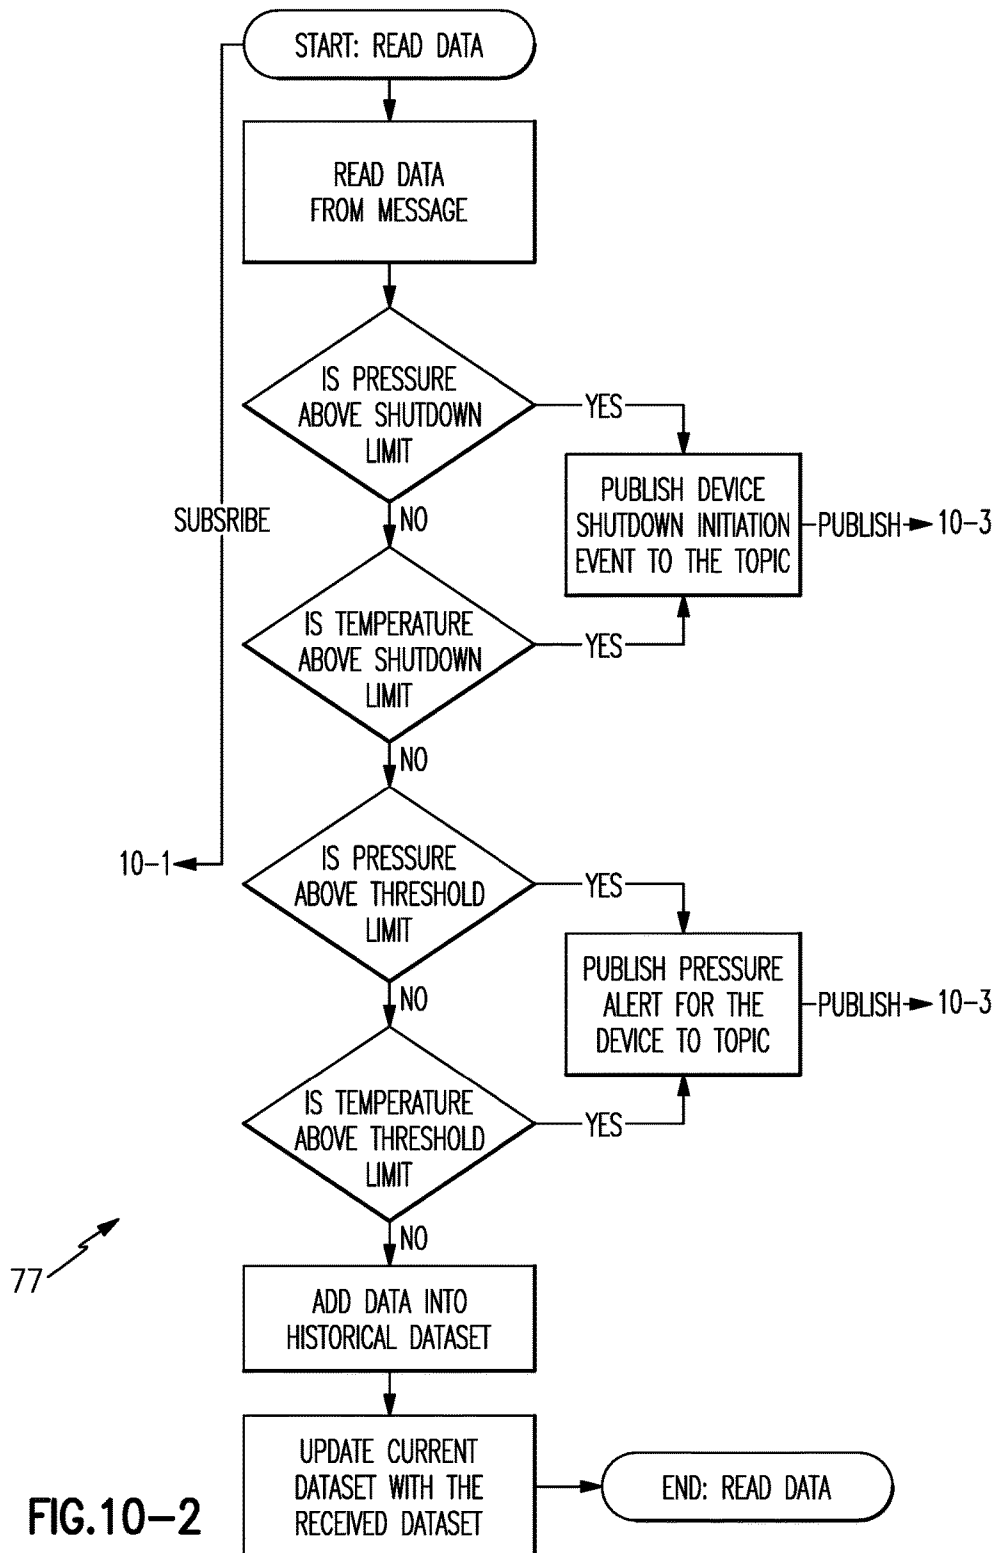 START: READ DATA
READ DATA
FROM MESSAGE
IS PRESSURE
ABOVE SHUTDOWN
LIMIT
YES
NO
SUBSRIBE
PUBLISH DEVICE
SHUTDOWN INITIATION
EVENT TO THE TOPIC
PUBLISH
10-3
IS TEMPERATURE
ABOVE SHUTDOWN
LIMIT
YES
NO
10-1
IS PRESSURE
ABOVE THRESHOLD
LIMIT
YES
NO
PUBLISH PRESSURE
ALERT FOR THE
DEVICE TO TOPIC
PUBLISH
10-3
IS TEMPERATURE
ABOVE THRESHOLD
LIMIT
YES
NO
77
ADD DATA INTO
HISTORICAL DATASET
UPDATE CURRENT
DATASET WITH THE
RECEIVED DATASET
END: READ DATA
FIG.10-2